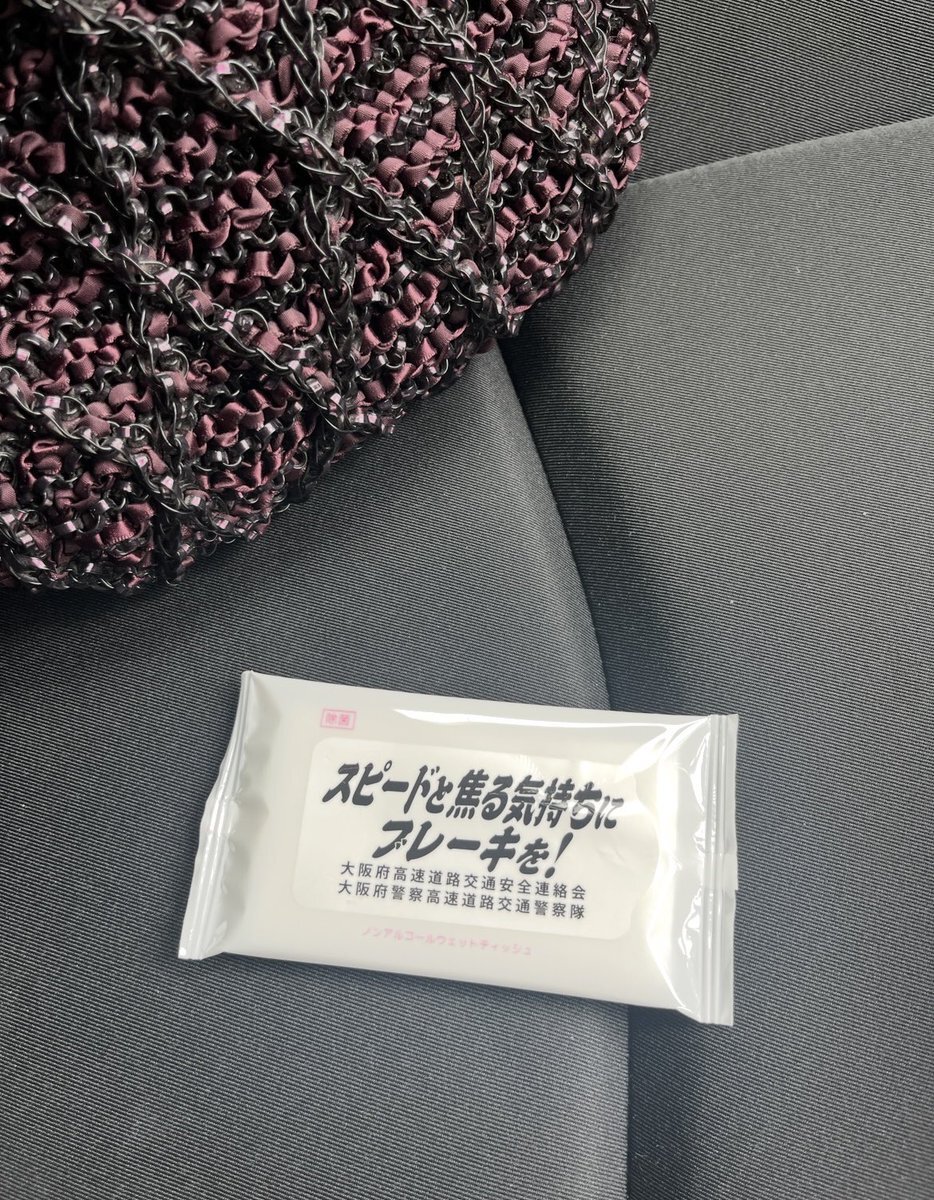 除菌
スピードと焦る気持ちに
ブレーキを!
大阪府高速道路交通安全連絡会
大阪府警察高速道路交通警察隊
ノンアルコールウェットティッシュ